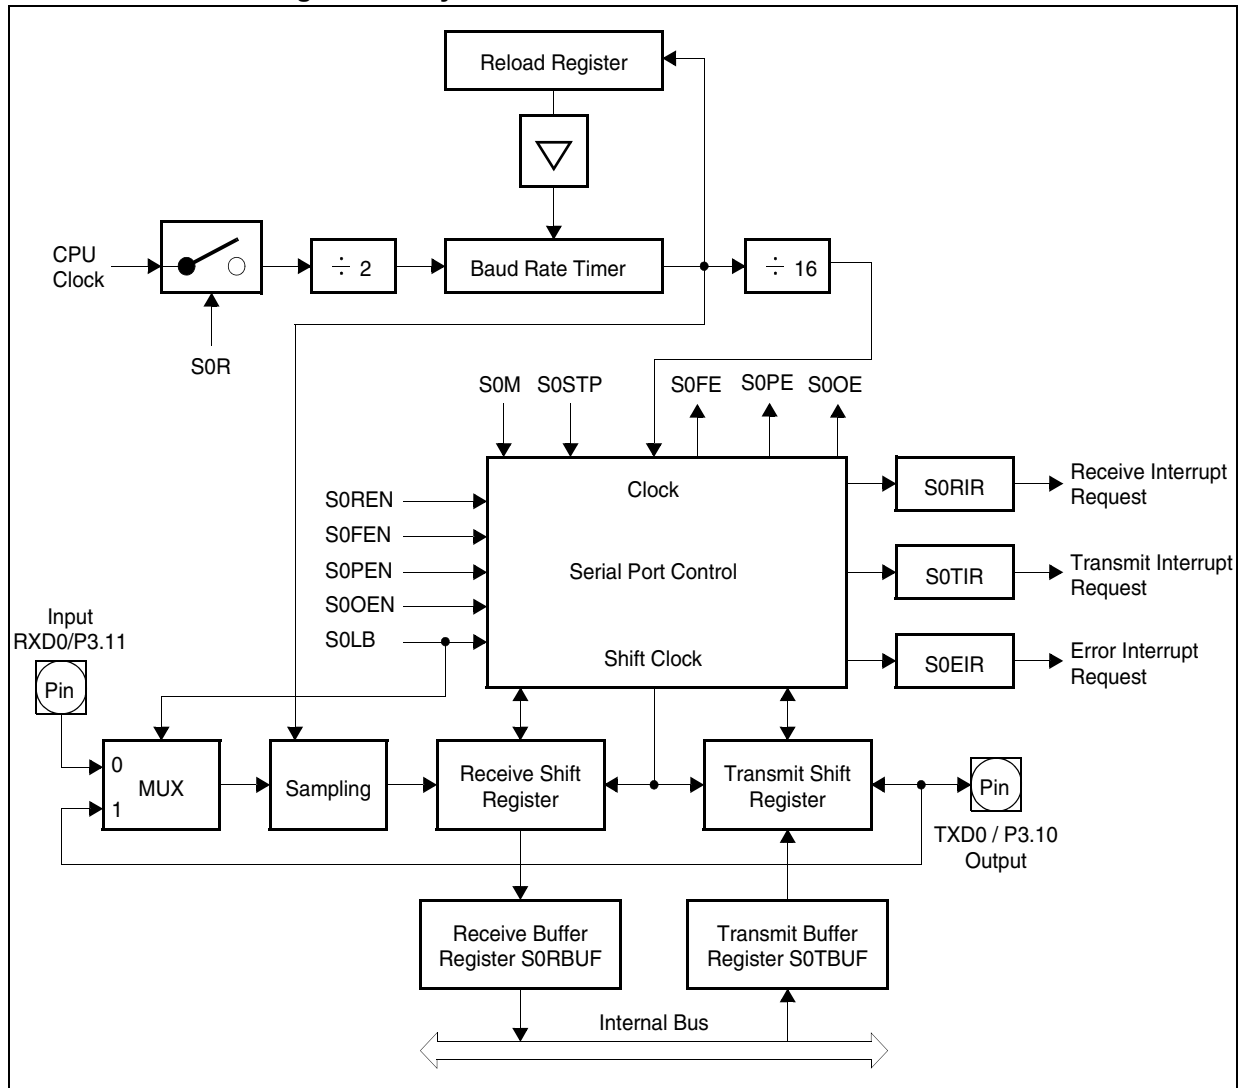 Reload Register
CPU
Clock
÷ 2
Baud Rate Timer
÷ 16
S0R
S0M
S0STP
S0FE
S0PE
S0OE
Clock
S0REN
S0FEN
S0PEN
S0OEN
S0LB
Serial Port Control
Shift Clock
S0RIR
Receive Interrupt
Request
S0TIR
Transmit Interrupt
Request
S0EIR
Error Interrupt
Request
Input
RXD0/P3.11
Pin
0
MUX
1
Sampling
Receive Shift
Register
Transmit Shift
Register
Pin
TXD0 / P3.10
Output
Receive Buffer
Register S0RBUF
Transmit Buffer
Register S0TBUF
Internal Bus